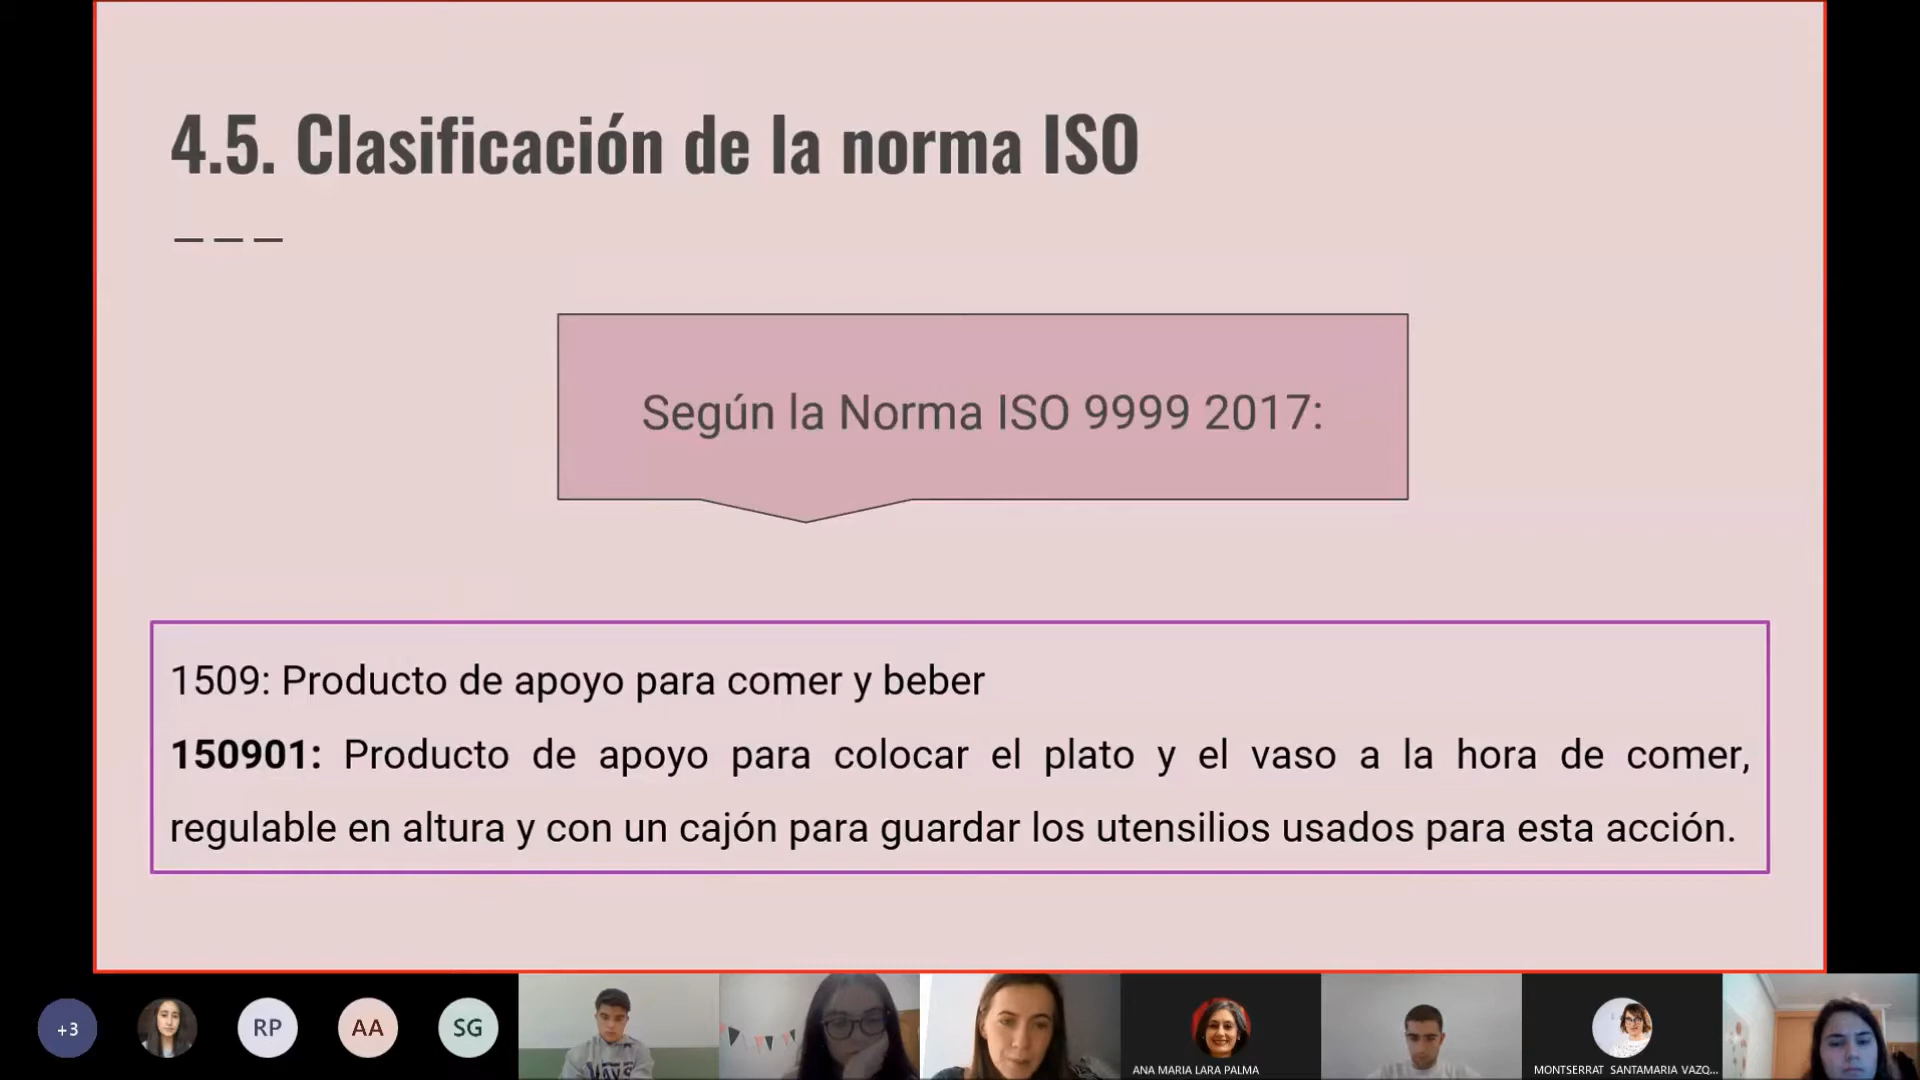 4.5. Clasificación de la norma ISO
Según la Norma ISO 9999 2017:
1509: Producto de apoyo para comer y beber
150901: Producto de apoyo para colocar el plato y el vaso a la hora de comer,
regulable en altura y con un cajón para guardar los utensilios usados para esta acción.
+3
RP
AA
SG
ANA MARIA LARA PALMA
MONTSERRAT SANTAMARIA VAZQ...